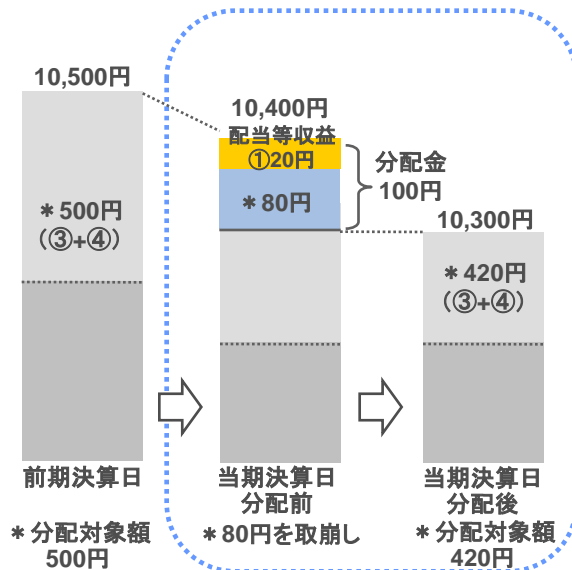 10,500円
＊500円
（③+④）
前期決算日
＊分配対象額
500円
10,400円
配当等収益
①20円
＊80円
分配金
100円
当期決算日
分配前
＊80円を取崩し
10,300円
＊420円
（③+④）
当期決算日
分配後
＊分配対象額
420円